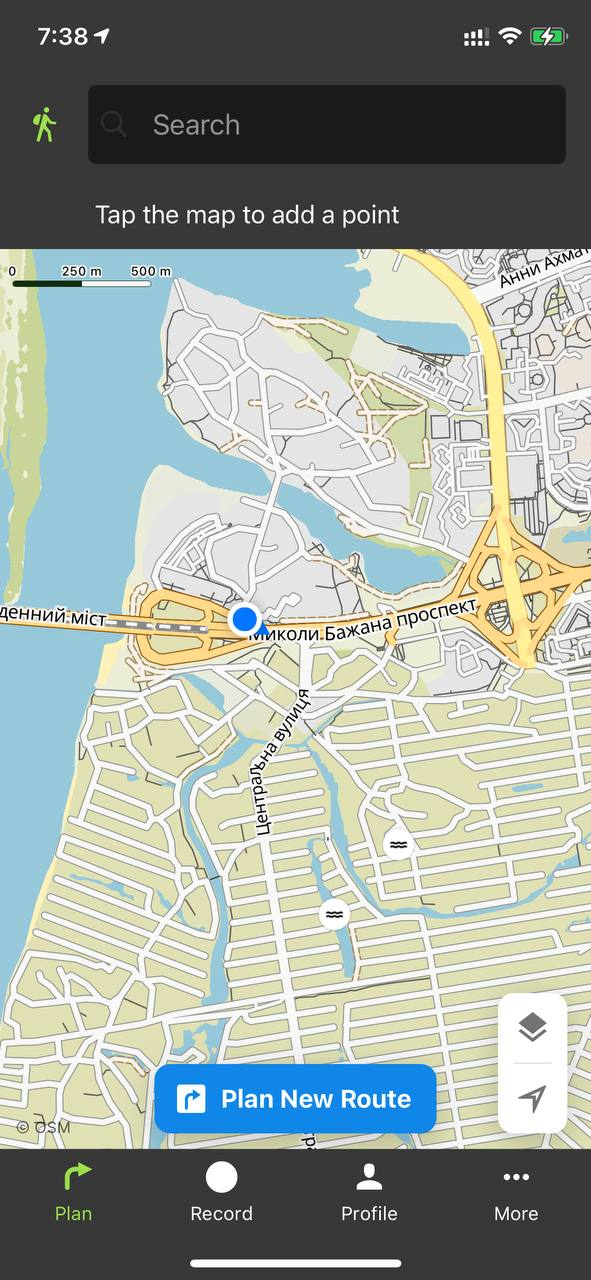 7:38
Search
Tap the map to add a point
0 250 m 500 m
Анни Ахмат
денний міст
Миколи Бажана проспект
Центральна вулиця
Plan New Route
© OSM
Plan Record Profile More